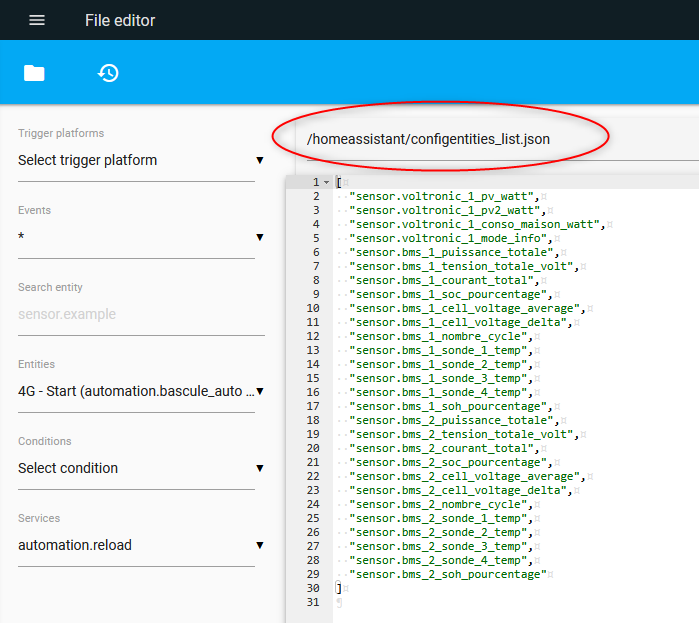 File editor
Trigger platforms
Select trigger platform
Events
*
Search entity
sensor.example
Entities
4G - Start (automation.bascule_auto ...
Conditions
Select condition
Services
automation.reload
/homeassistant/configentities_list.json
1 [
2 "sensor.voltronic_1_pv_watt",
3 "sensor.voltronic_1_pv2_watt",
4 "sensor.voltronic_1_conso_maison_watt",
5 "sensor.voltronic_1_mode_info",
6 "sensor.bms_1_puissance_totale",
7 "sensor.bms_1_tension_totale_volt",
8 "sensor.bms_1_courant_total",
9 "sensor.bms_1_soc_pourcentage",
10 "sensor.bms_1_cell_voltage_average",
11 "sensor.bms_1_cell_voltage_delta",
12 "sensor.bms_1_nombre_cycle",
13 "sensor.bms_1_sonde_1_temp",
14 "sensor.bms_1_sonde_2_temp",
15 "sensor.bms_1_sonde_3_temp",
16 "sensor.bms_1_sonde_4_temp",
17 "sensor.bms_1_soh_pourcentage",
18 "sensor.bms_2_puissance_totale",
19 "sensor.bms_2_tension_totale_volt",
20 "sensor.bms_2_courant_total",
21 "sensor.bms_2_soc_pourcentage",
22 "sensor.bms_2_cell_voltage_average",
23 "sensor.bms_2_cell_voltage_delta",
24 "sensor.bms_2_nombre_cycle",
25 "sensor.bms_2_sonde_1_temp",
26 "sensor.bms_2_sonde_2_temp",
27 "sensor.bms_2_sonde_3_temp",
28 "sensor.bms_2_sonde_4_temp",
29 "sensor.bms_2_soh_pourcentage"
30 ]
31